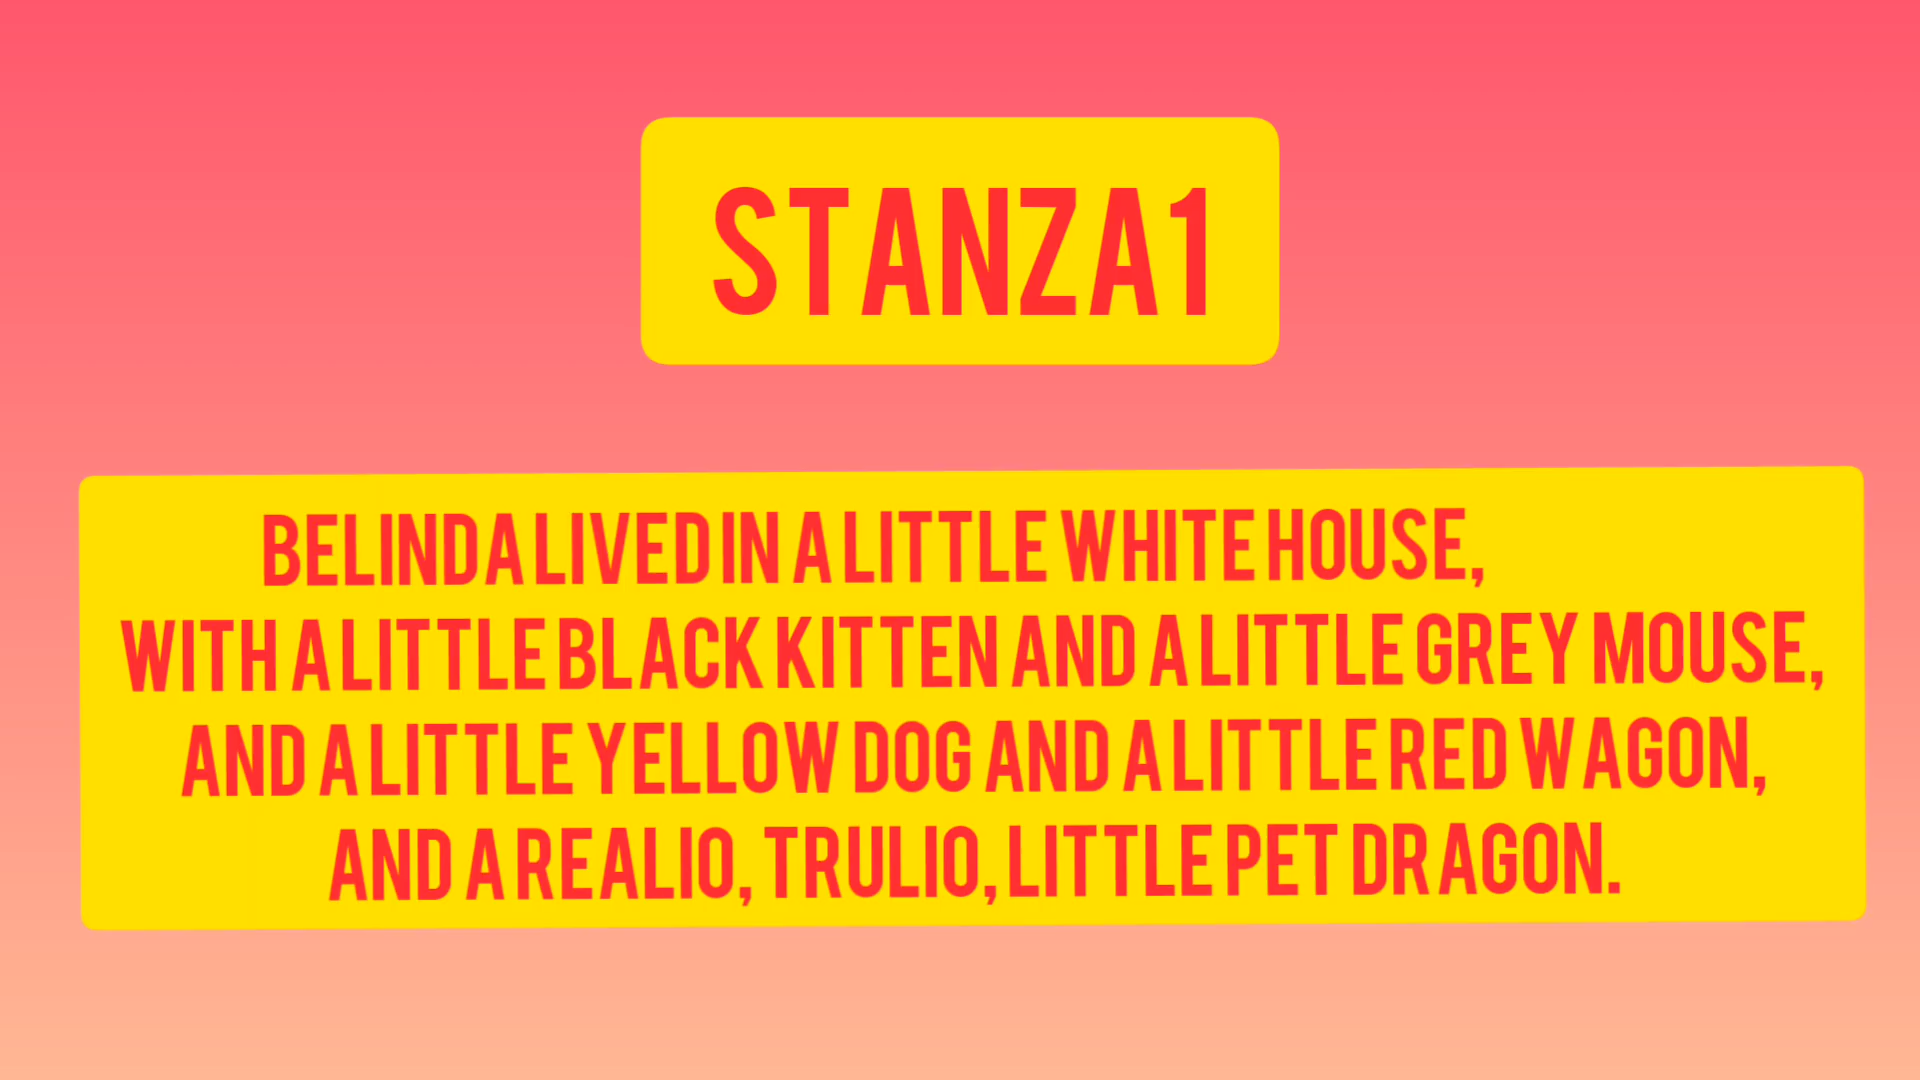 STANZA1
BELINDA LIVED IN A LITTLE WHITE HOUSE,
WITH A LITTLE BLACK KITTEN AND A LITTLE GREY MOUSE,
AND A LITTLE YELLOW DOG AND A LITTLE RED WAGON,
AND A REALIO, TRULIO, LITTLE PET DRAGON.